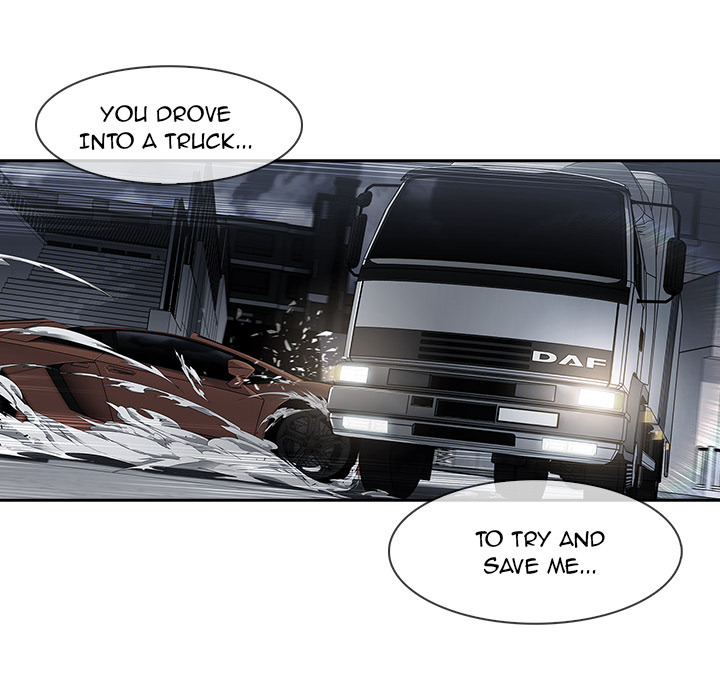 YOU DROVE
INTO A TRUCK...
DAF
TO TRY AND
SAVE ME...